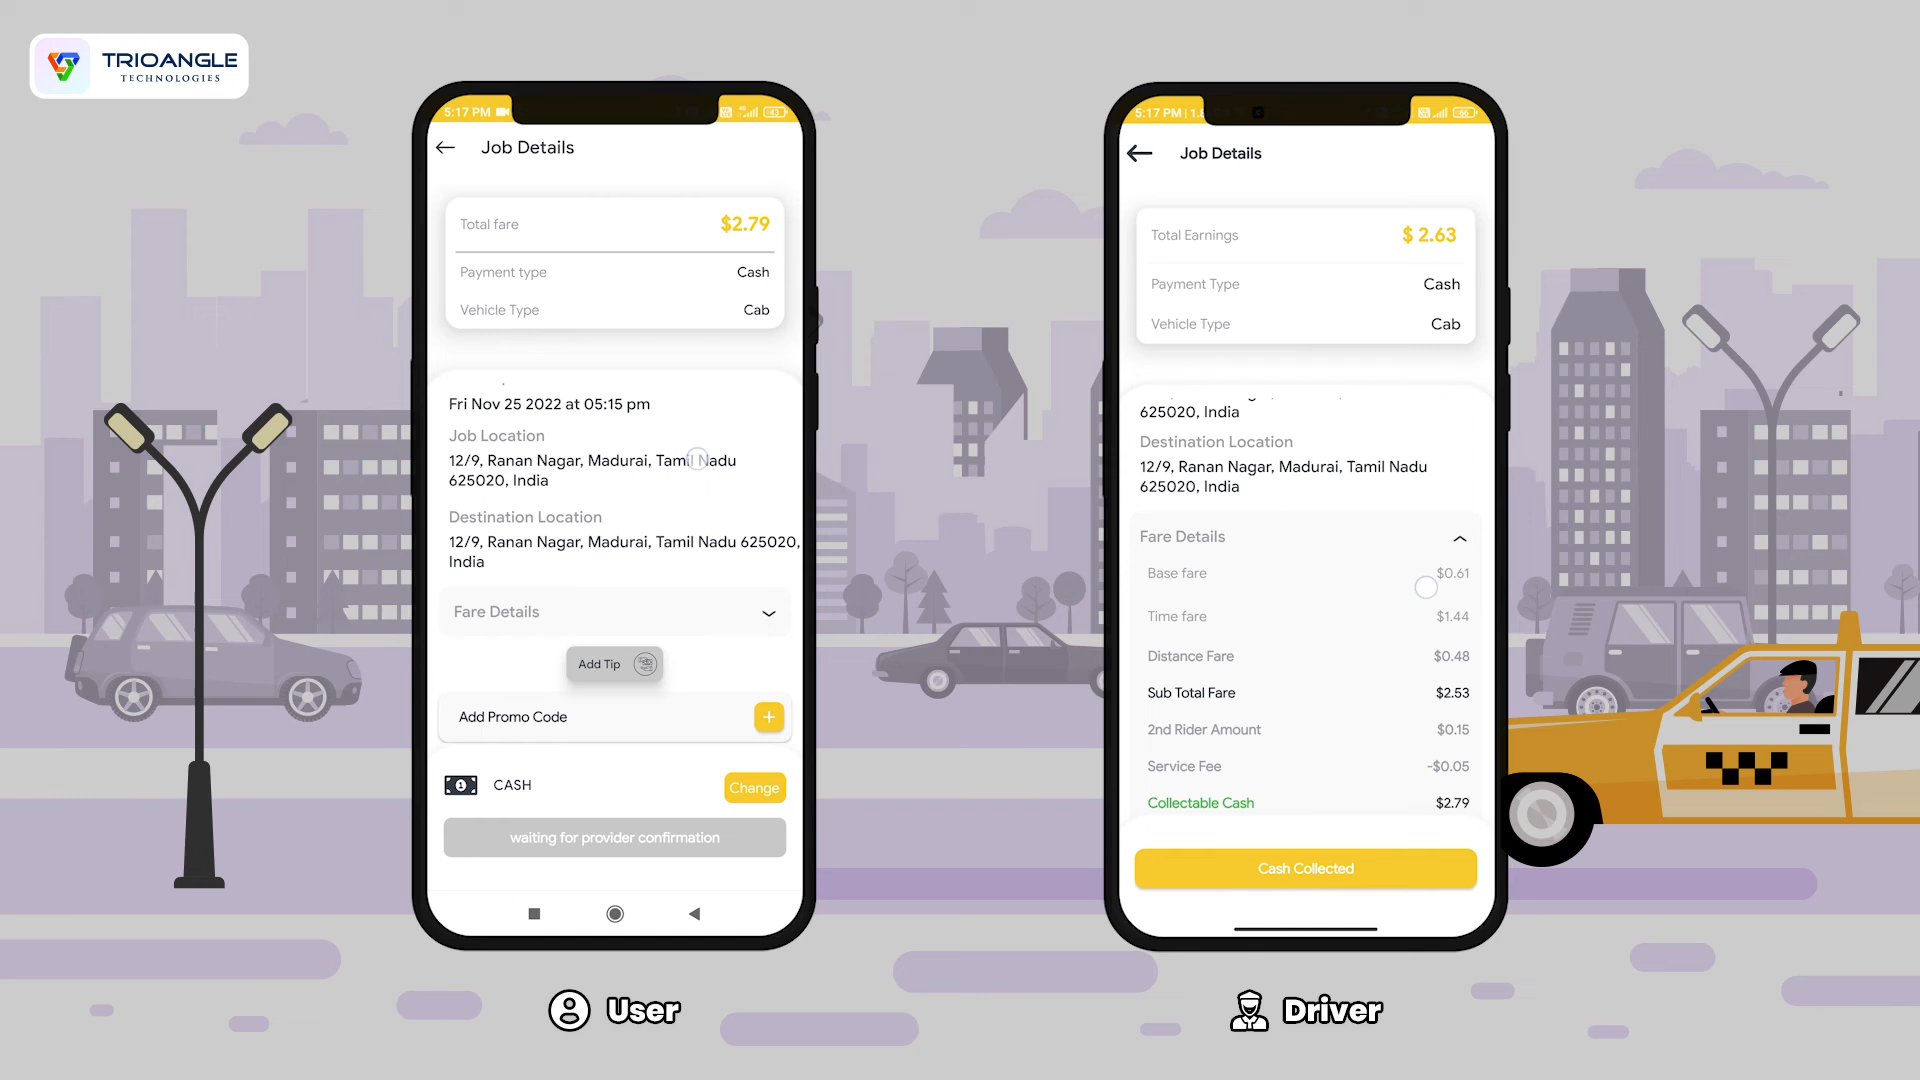 TRIOANGLE
TECHNOLOGIES
5:17 PM
43
Job Details
Total fare
$2.79
Payment type
Cash
Vehicle Type
Cab
Fri Nov 25 2022 at 05:15 pm
Job Location
12/9, Ranan Nagar, Madurai, Tamil Nadu
625020, India
Destination Location
12/9, Ranan Nagar, Madurai, Tamil Nadu 625020,
India
Fare Details
Add Tip
Add Promo Code
+
CASH
Change
waiting for provider confirmation
User
5:17 PM | 1.8
66
Job Details
Total Earnings
$ 2.63
Payment Type
Cash
Vehicle Type
Cab
625020, India
Destination Location
12/9, Ranan Nagar, Madurai, Tamil Nadu
625020, India
Fare Details
Base fare
$0.61
Time fare
$1.44
Distance Fare
$0.48
Sub Total Fare
$2.53
2nd Rider Amount
$0.15
Service Fee
-$0.05
Collectable Cash
$2.79
Cash Collected
Driver